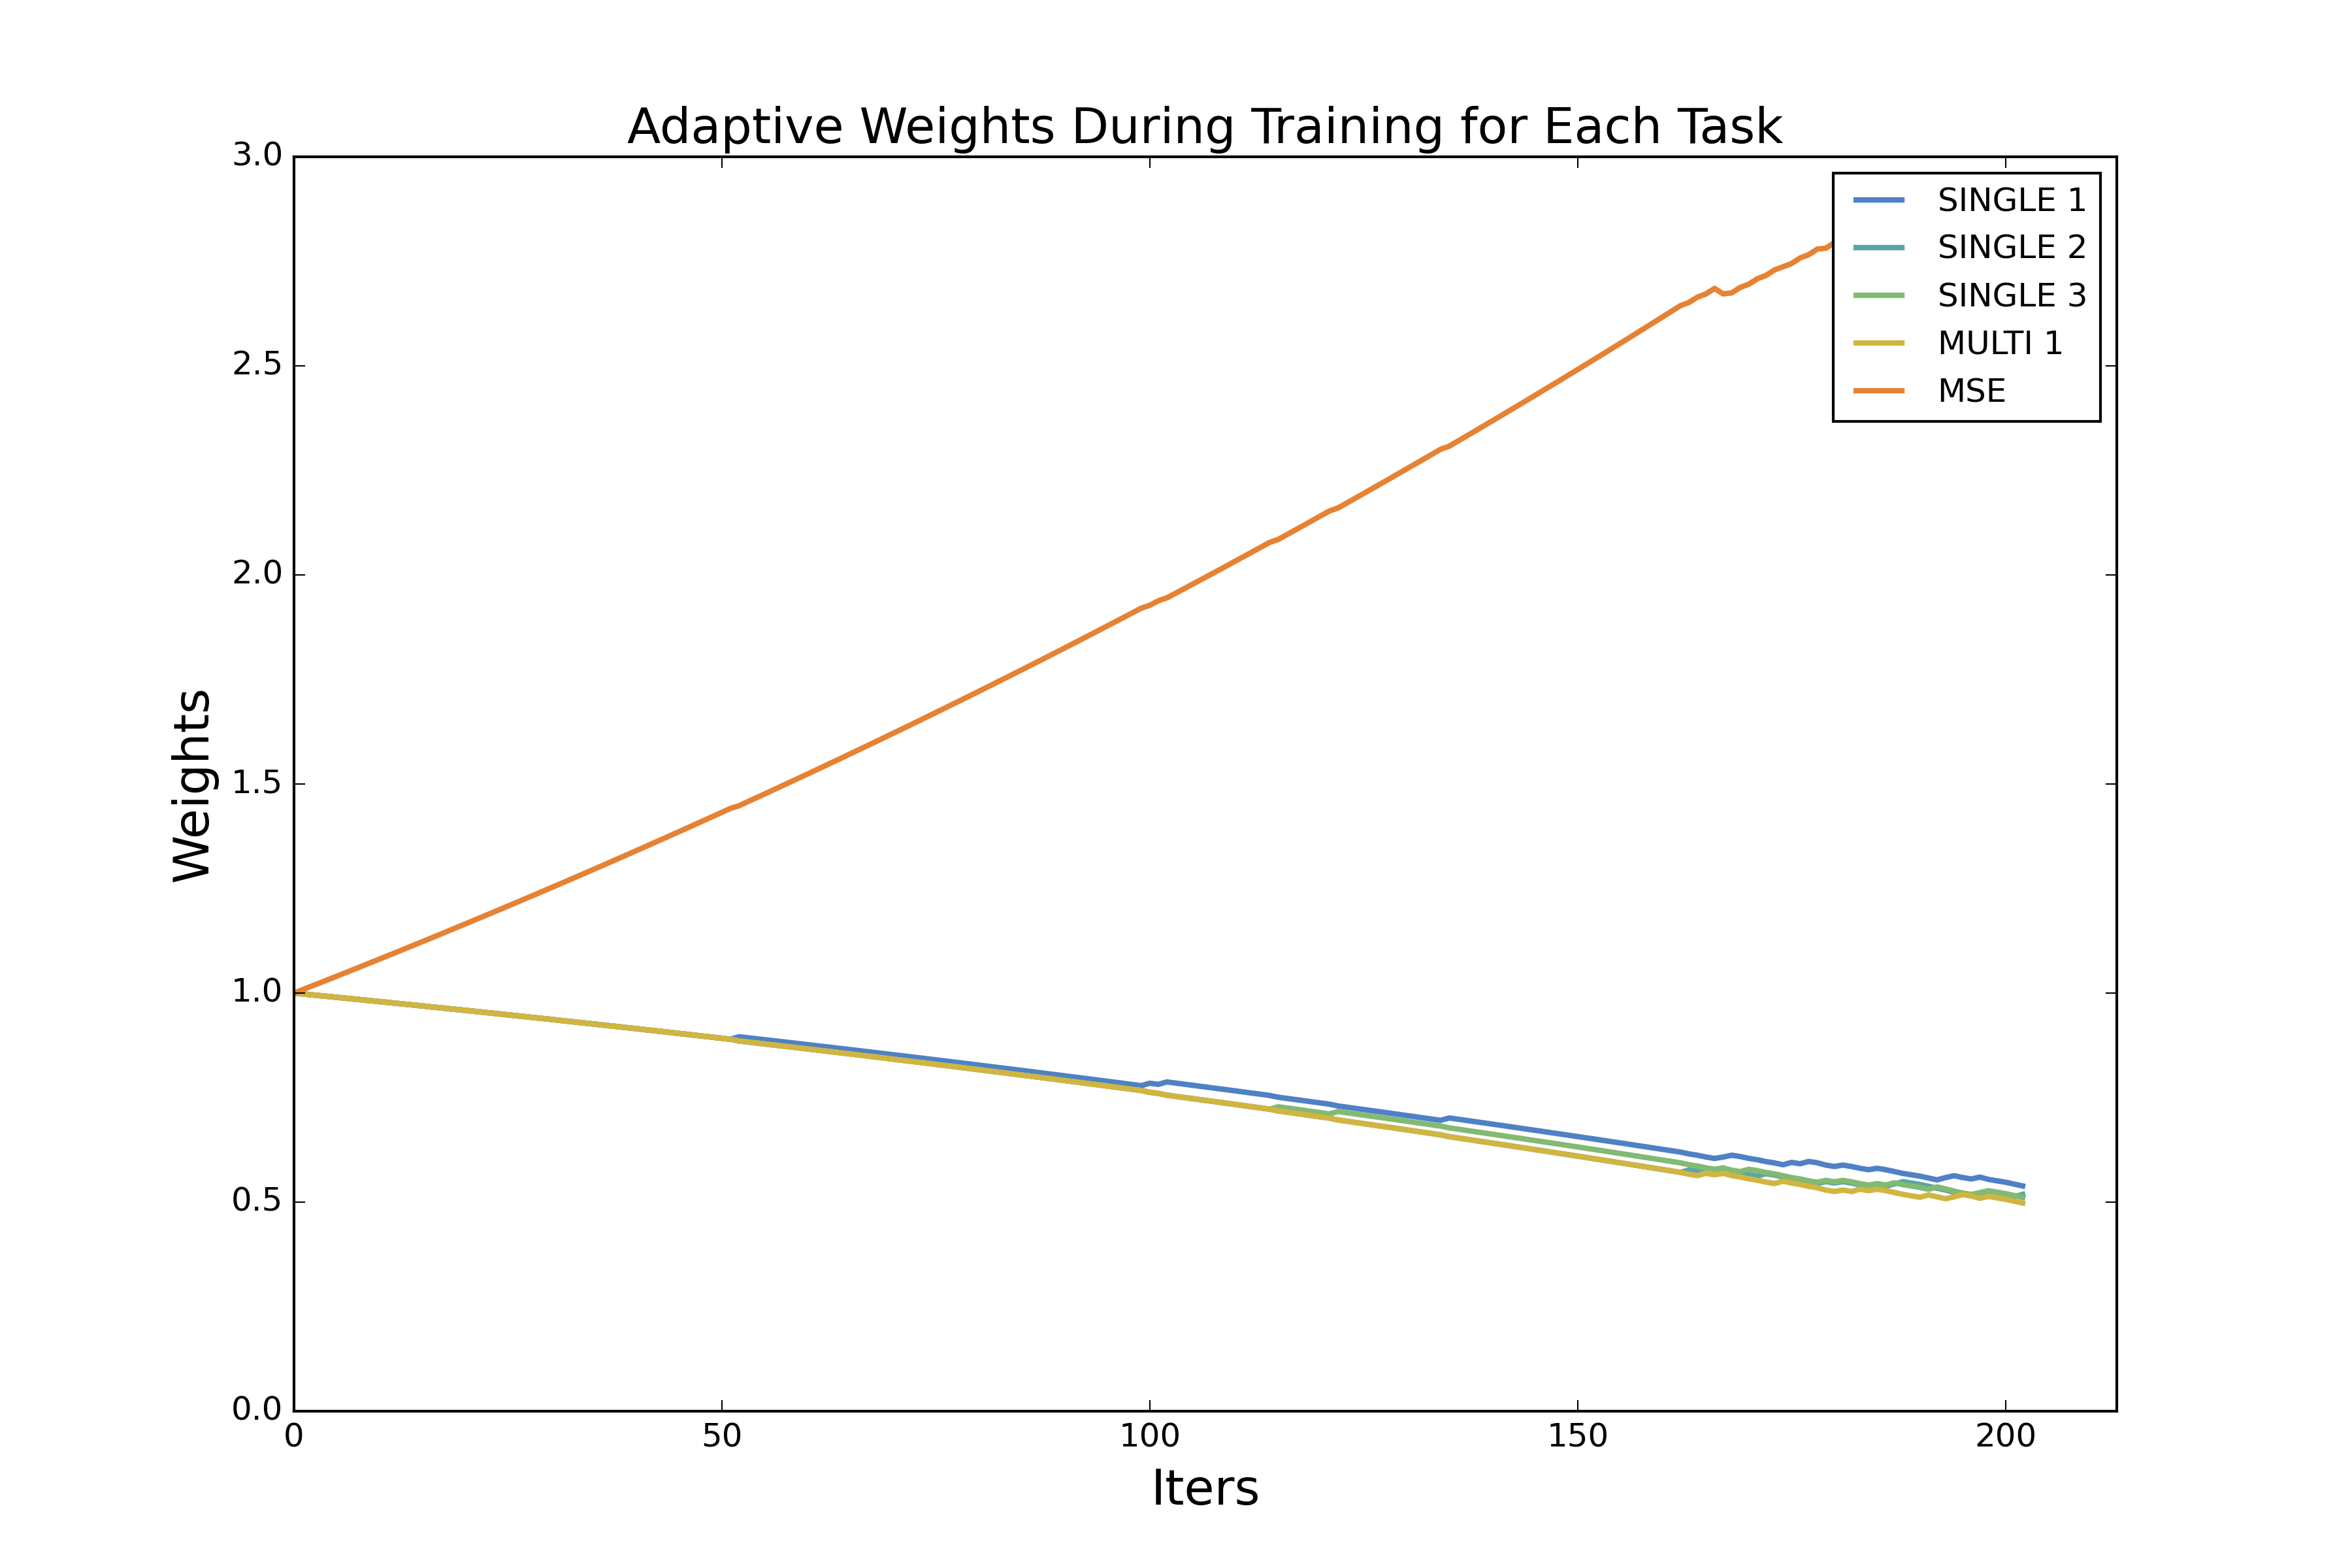 Adaptive Weights During Training for Each Task
3.0
2.5
2.0
1.5
1.0
0.5
0.0
Weights
SINGLE 1
SINGLE 2
SINGLE 3
MULTI 1
MSE
0 50 100 150 200
Iters